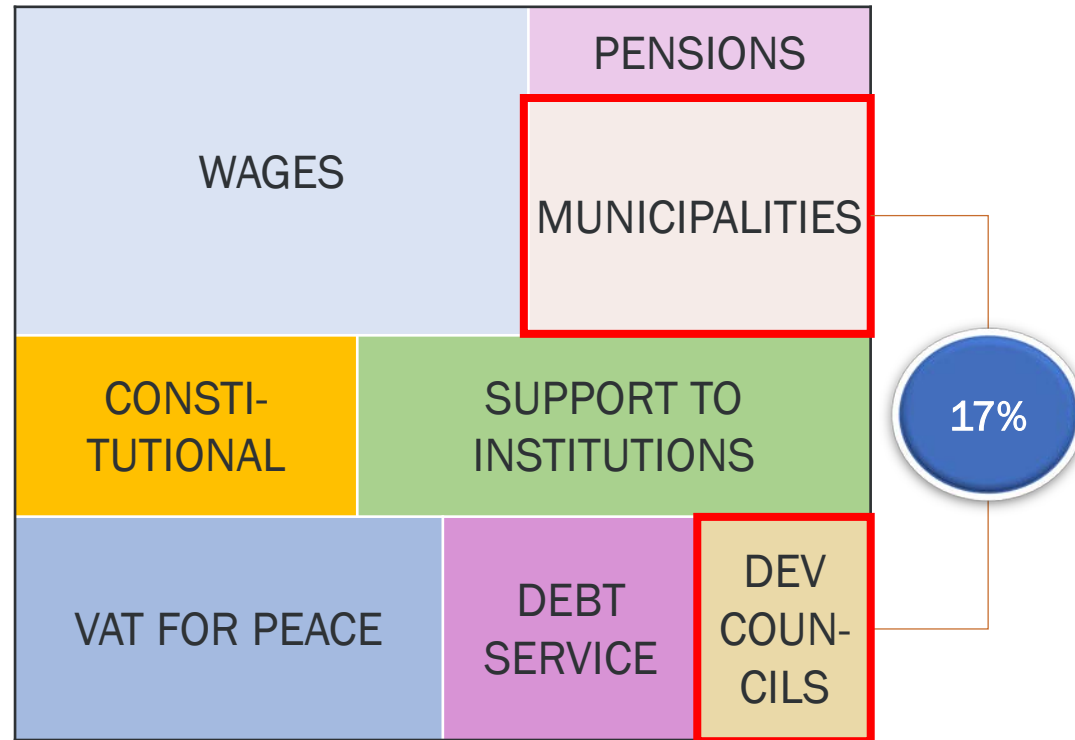 PENSIONS
WAGES
MUNICIPALITIES
CONSTI-
TUTIONAL
SUPPORT TO
INSTITUTIONS
17%
VAT FOR PEACE
DEBT
SERVICE
DEV
COUN-
CILS